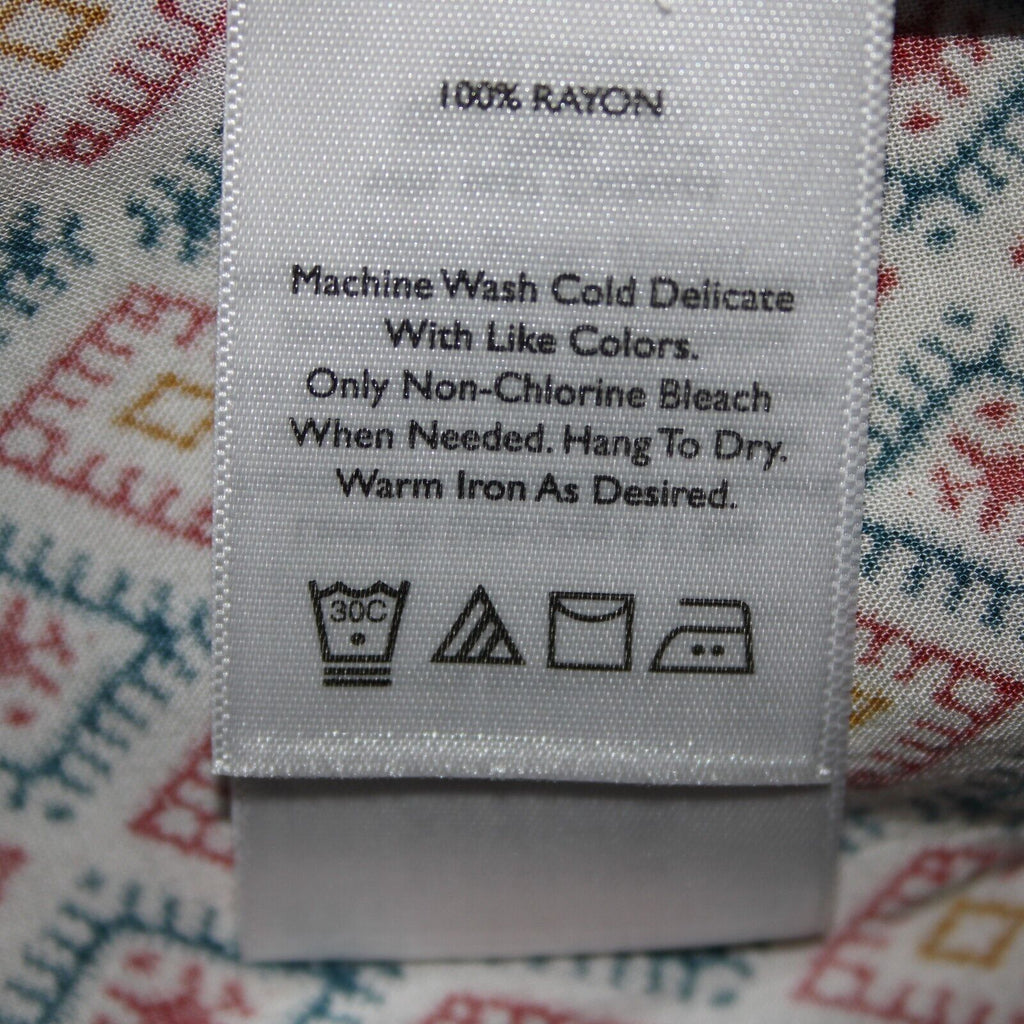 100% RAYON
Machine Wash Cold Delicate
With Like Colors.
Only Non-Chlorine Bleach
When Needed. Hang To Dry.
Warm Iron As Desired.
30C